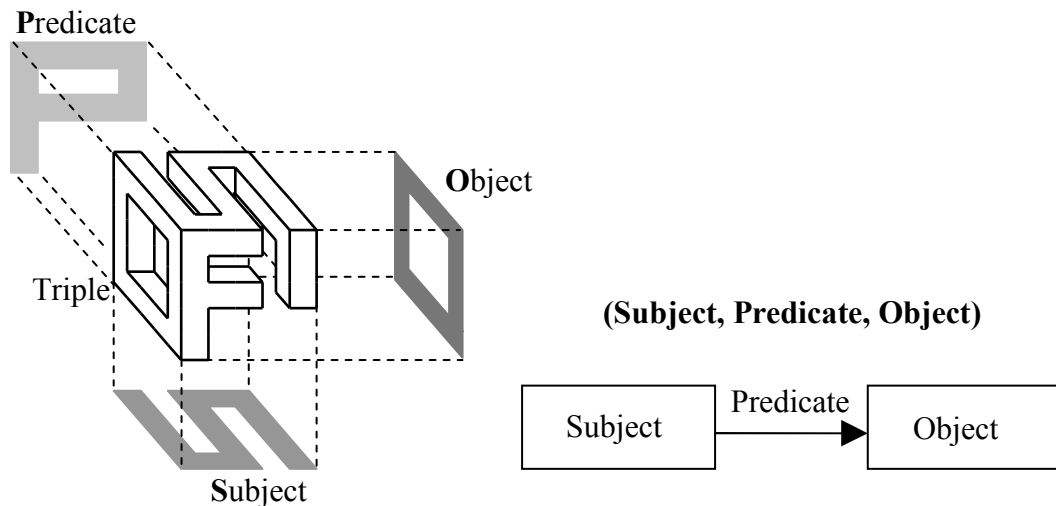 Predicate
Object
Triple
Subject
(Subject, Predicate, Object)
Subject
Predicate
Object